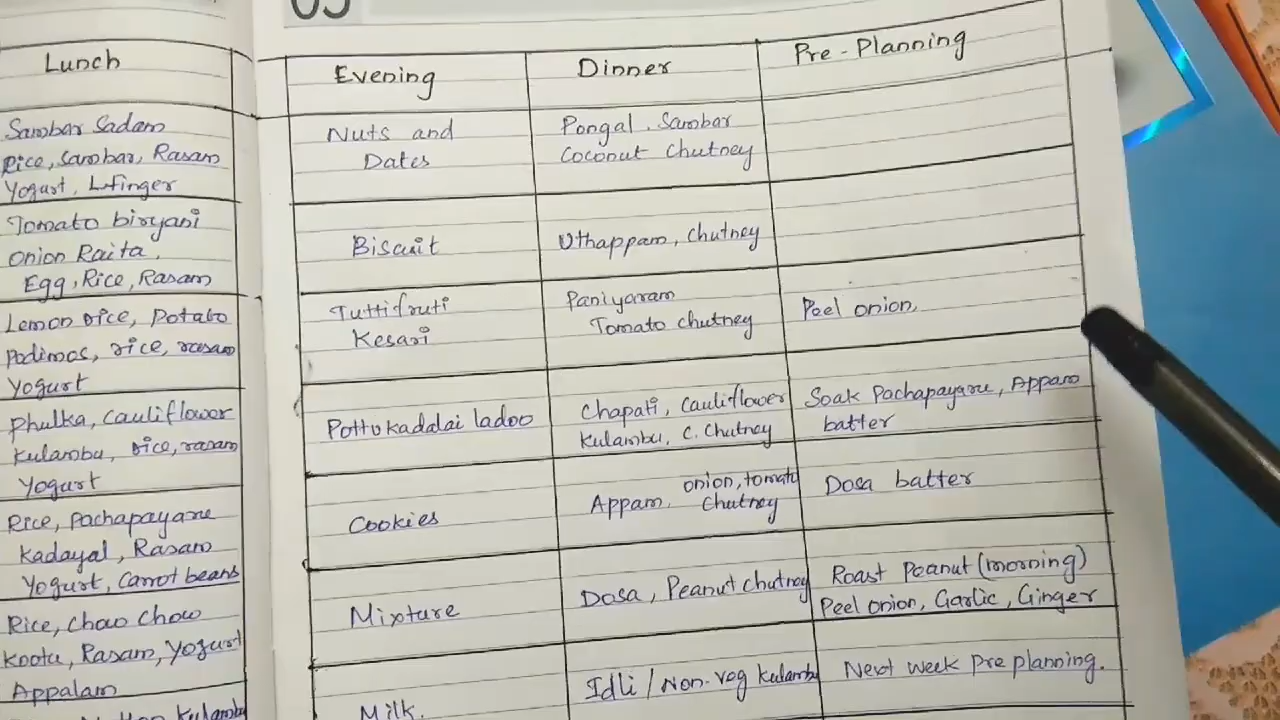 05
Lunch
Evening
Dinner
Pre-Planning
Sambar Sadam
Rice, Sambar, Rasam
Yogurt, L.finger
Nuts and
Dates
Pongal, Sambar
Coconut Chutney
Tomato biryani
Onion Raita,
Egg, Rice, Rasam
Biscuit
Uthappam, Chutney
Lemon rice, Potato
Podimas, rice, rasam
Yogurt
Tuttifruti
Kesari
Paniyaram
Tomato chutney
Peel onion,
Phulka, Cauliflower
Kulambu, rice, rasam
Yogurt
Pottukadalai ladoo
Chapati, Cauliflower
Kulambu, C. Chutney
Soak Pachapayaru, Appam
batter
Rice, Pachapayaru
Kadayal, Rasam
Yogurt, Carrot beans
Cookies
Appam, onion, tomato
Chutney
Dosa batter
Rice, Chow Chow
Kootu, Rasam, Yogurt
Appalam
Mixture
Dosa, Peanut chutney
Roast Peanut (morning)
Peel onion, Garlic, Ginger
Kulambu
Milk.
Idli / Non-veg kulambu
Next week Pre planning.